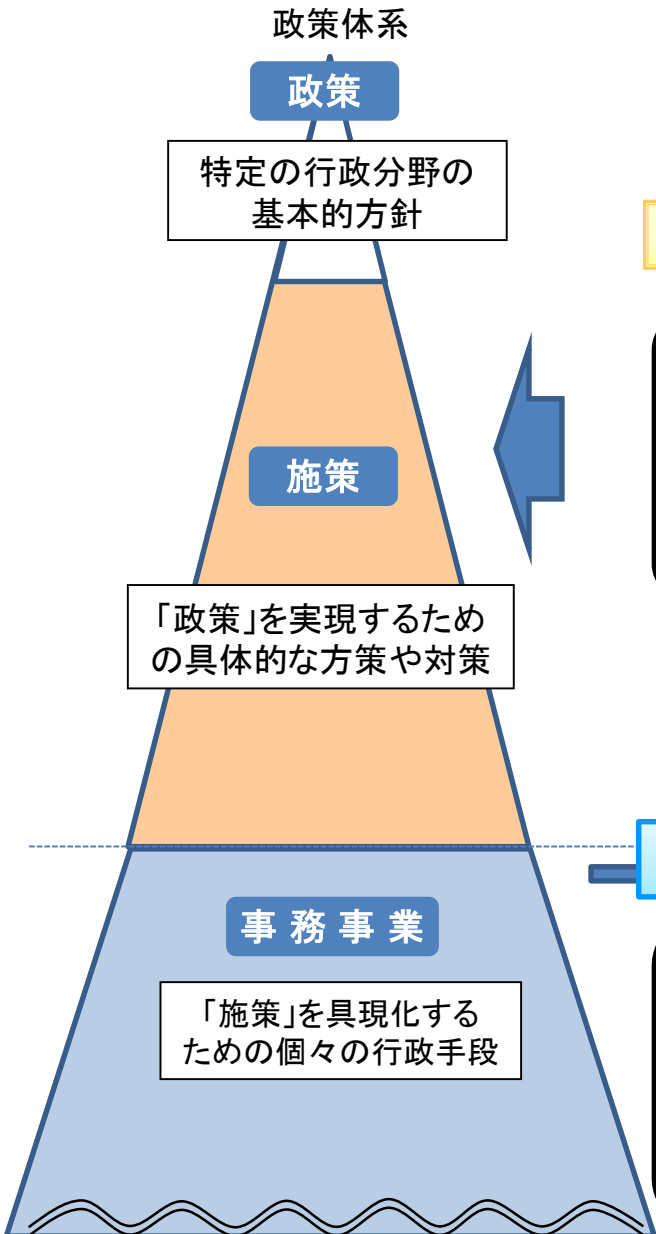 政策体系
政策
特定の行政分野の
基本的方針
施策
「政策」を実現するため
の具体的な方策や対策
事務事業
「施策」を具現化する
ための個々の行政手段